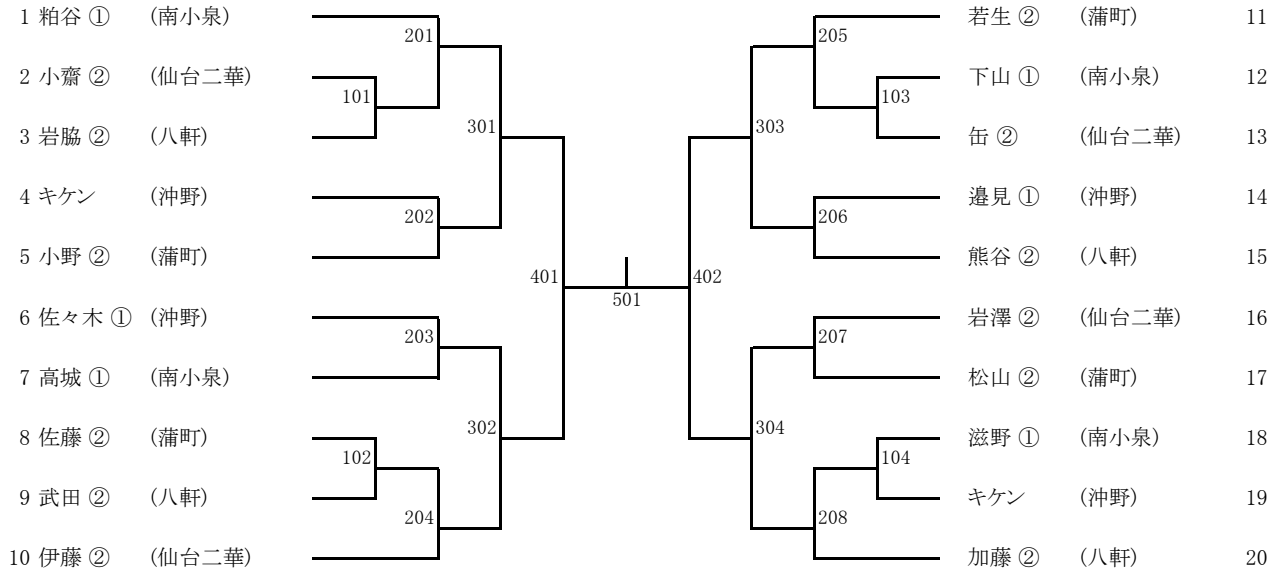 1 粕谷 ① (南小泉) 若生 ② (蒲町) 11
201 205
2 小齋 ② (仙台二華) 下山 ① (南小泉) 12
101 103
3 岩脇 ② (八軒) 301 303 缶 ② (仙台二華) 13
4 キケン (沖野) 邉見 ① (沖野) 14
202 206
5 小野 ② (蒲町) 熊谷 ② (八軒) 15
401 402
501
6 佐々木 ① (沖野) 岩澤 ② (仙台二華) 16
203 207
7 高城 ① (南小泉) 松山 ② (蒲町) 17
8 佐藤 ② (蒲町) 302 304 滋野 ① (南小泉) 18
102 104
9 武田 ② (八軒) キケン (沖野) 19
204 208
10 伊藤 ② (仙台二華) 加藤 ② (八軒) 20